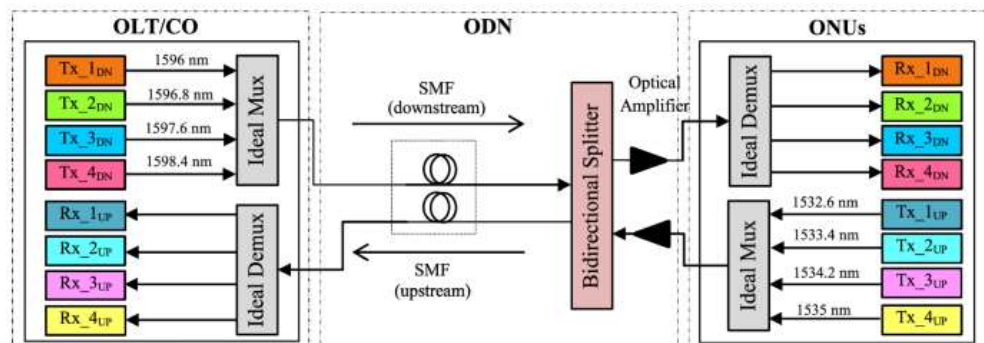 OLT/CO
ODN
ONUs
Tx_1DN
1596 nm
Tx_2DN
1596.8 nm
Tx_3DN
1597.6 nm
Tx_4DN
1598.4 nm
Ideal Mux
Rx_1UP
Rx_2UP
Rx_3UP
Rx_4UP
Ideal Demux
SMF
(downstream)
SMF
(upstream)
Bidirectional Splitter
Optical
Amplifier
Ideal Demux
Rx_1DN
Rx_2DN
Rx_3DN
Rx_4DN
Ideal Mux
1532.6 nm
Tx_1UP
1533.4 nm
Tx_2UP
1534.2 nm
Tx_3UP
1535 nm
Tx_4UP